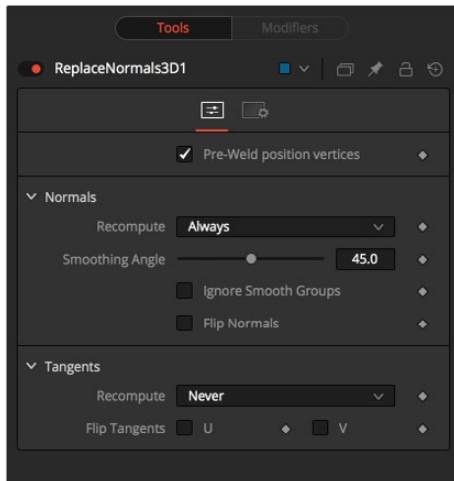 Tools Modifiers
ReplaceNormals3D1
Pre-Weld position vertices
Normals
Recompute Always
Smoothing Angle 45.0
Ignore Smooth Groups
Flip Normals
Tangents
Recompute Never
Flip Tangents U V